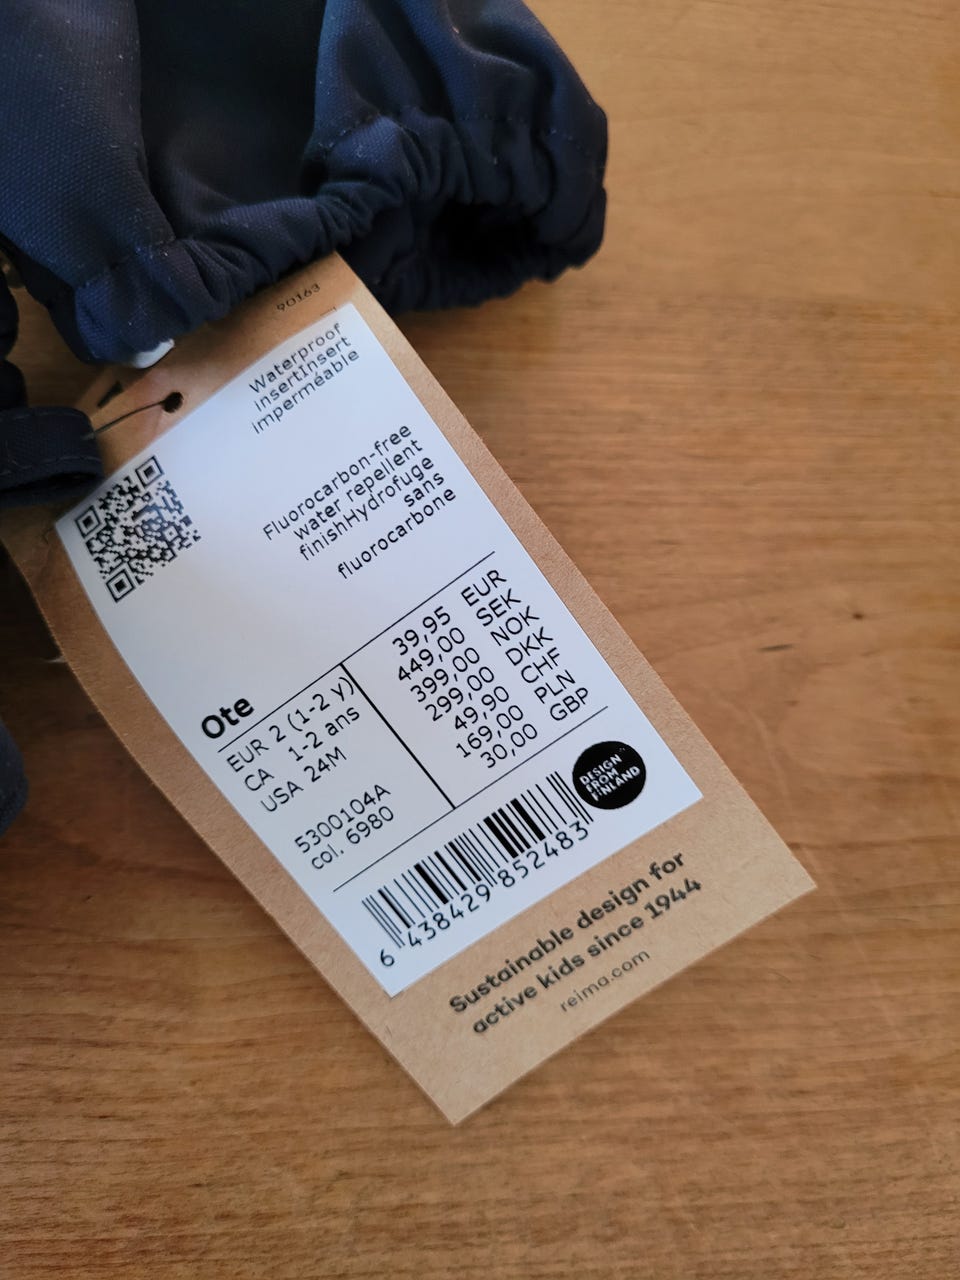 90163
Waterproof
insertInsert
imperméable
Fluorocarbon-free
water repellent
finishHydrofuge
sans
fluorocarbone
Ote
EUR 2 (1-2 y)
CA 1-2 ans
USA 24M
5300104A
col. 6980
39,95 EUR
449,00 SEK
399,00 NOK
299,00 DKK
49,90 CHF
169,00 PLN
30,00 GBP
DESIGN
FROM
FINLAND
6 438429 852483
Sustainable design for
active kids since 1944
reima.com